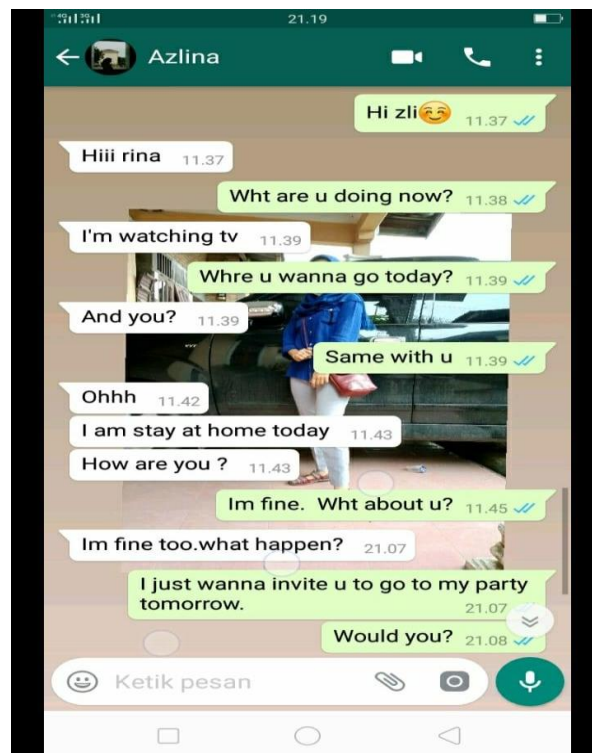 4G 3G
21.19
Azlina
Hi zli☺️ 11.37
Hiii rina 11.37
Wht are u doing now? 11.38
I'm watching tv 11.39
Whre u wanna go today? 11.39
And you? 11.39
Same with u 11.39
Ohhh 11.42
I am stay at home today 11.43
How are you ? 11.43
Im fine. Wht about u? 11.45
Im fine too.what happen? 21.07
I just wanna invite u to go to my party
tomorrow. 21.07
Would you? 21.08
Ketik pesan